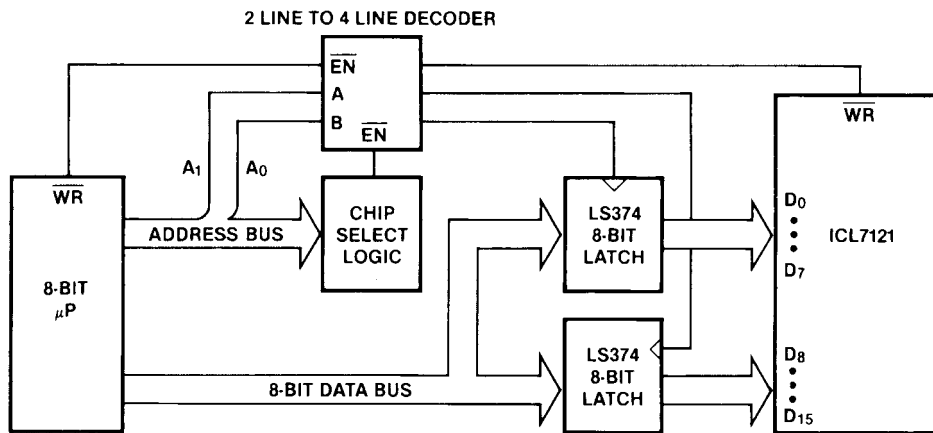 2 LINE TO 4 LINE DECODER
EN
A
B
EN
WR
A1
A0
WR
ADDRESS BUS
CHIP
SELECT
LOGIC
8-BIT
μP
8-BIT DATA BUS
LS374
8-BIT
LATCH
LS374
8-BIT
LATCH
D0
D7
ICL7121
D8
D15